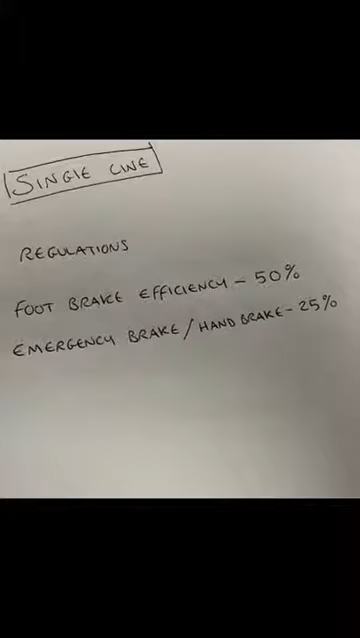 SINGLE LINE
REGULATIONS
FOOT BRAKE EFFICIENCY - 50%
EMERGENCY BRAKE / HAND BRAKE - 25%